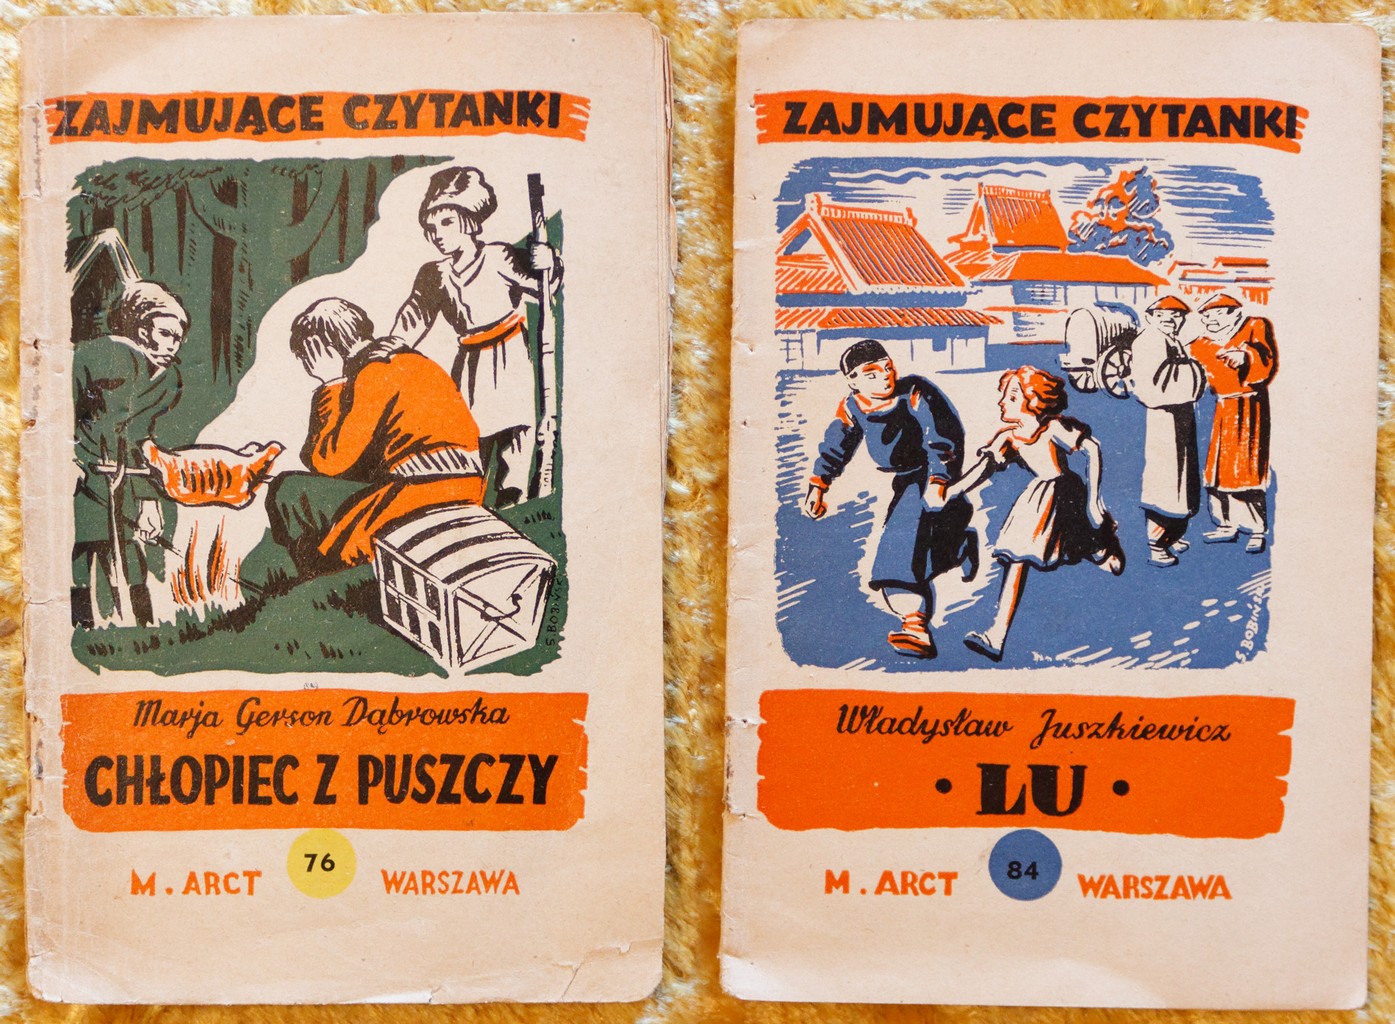 ZAJMUJĄCE CZYTANKI
S. BOBIŃSKI
Marja Gerson Dąbrowska
CHŁOPIEC Z PUSZCZY
76
M. ARCT WARSZAWA
ZAJMUJĄCE CZYTANKI
Władysław Juszkiewicz
• LU •
84
M. ARCT WARSZAWA